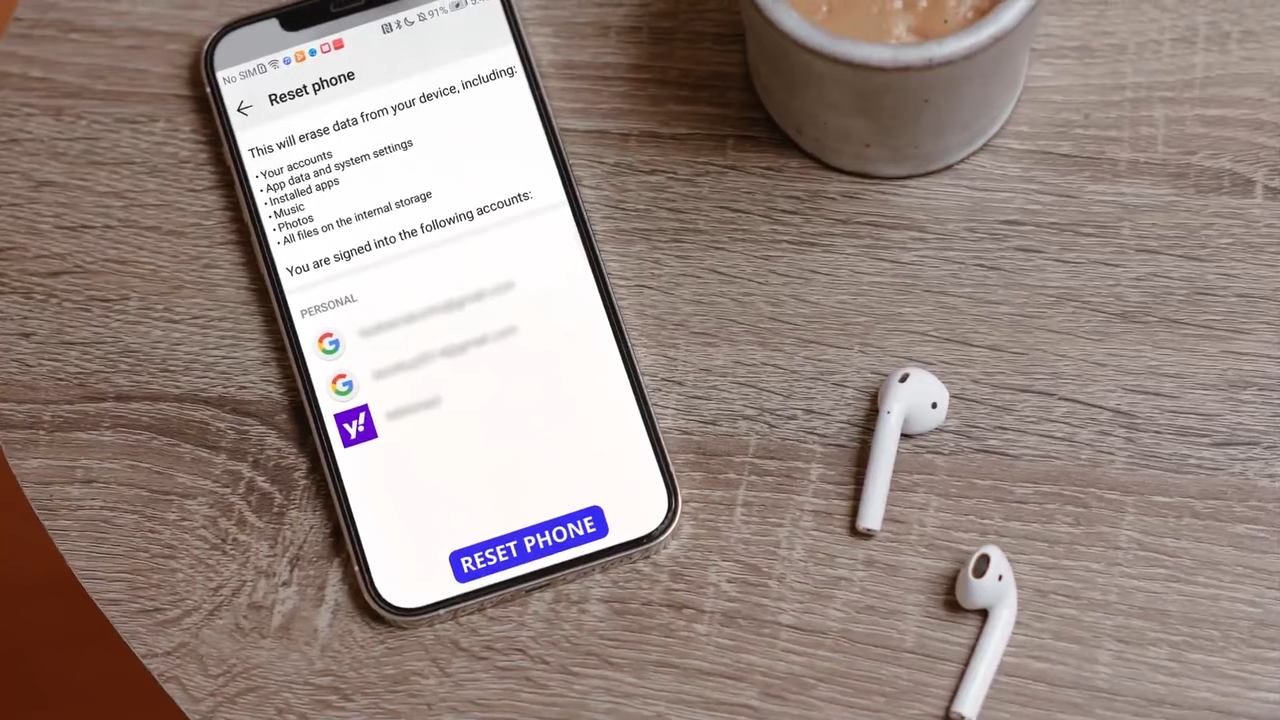 No SIM 91%
Reset phone
This will erase data from your device, including:
• Your accounts
• App data and system settings
• Installed apps
• Music
• Photos
• All files on the internal storage
You are signed into the following accounts:
PERSONAL
G
G
y!
RESET PHONE